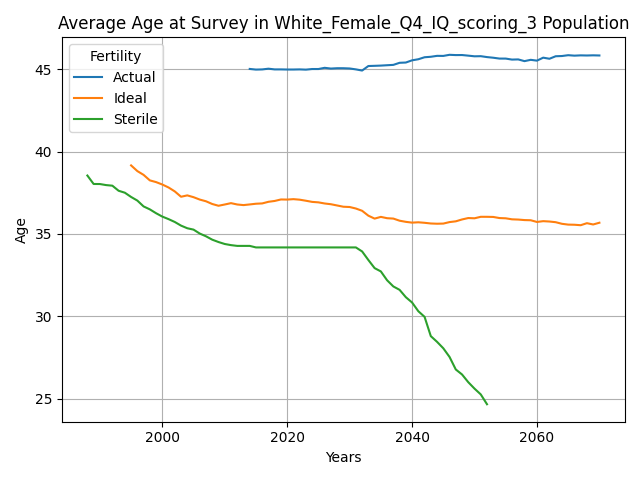 Average Age at Survey in White_Female_Q4_IQ_scoring_3 Population
Fertility
Actual
Ideal
Sterile
Age
45
40
35
30
25
2000
2020
2040
2060
Years